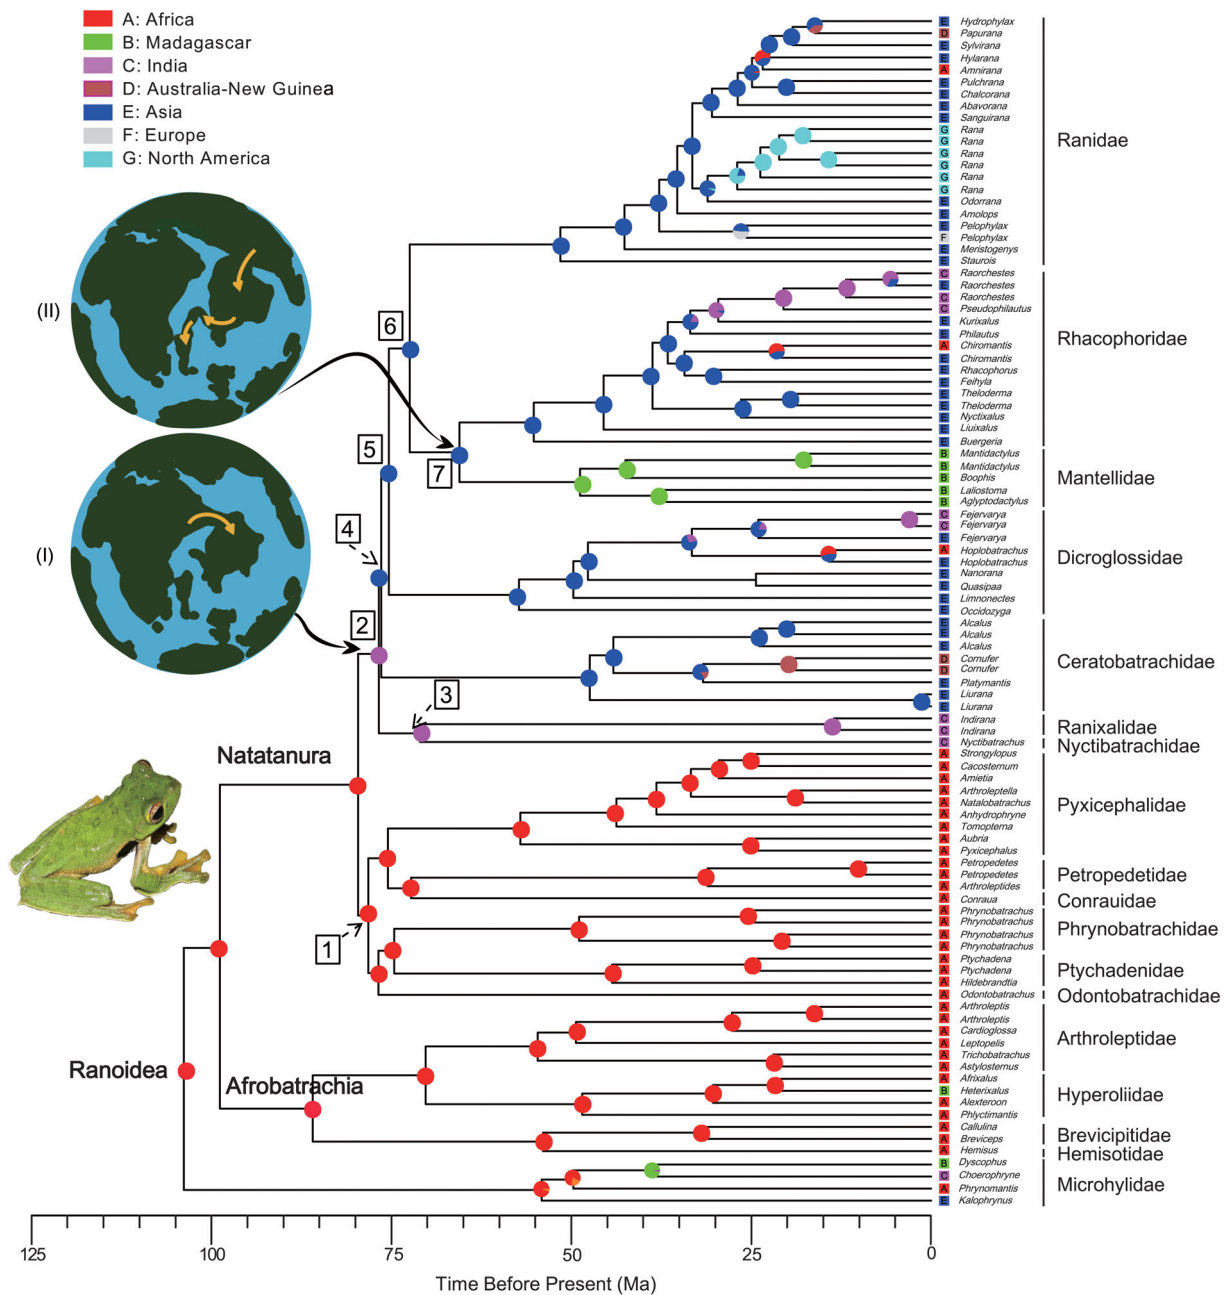 A: Africa
B: Madagascar
C: India
D: Australia-New Guinea
E: Asia
F: Europe
G: North America
(II)
(I)
6
5
7
4
2
3
1
Natatanura
Ranoidea
Afrobatrachia
E Hydrophylax
D Papurana
E Sylvirana
E Hylarana
A Amnirana
E Pulchrana
E Chalcorana
E Abavorana
E Sanguirana
G Rana
G Rana
G Rana
G Rana
G Rana
G Rana
E Odorrana
E Amolops
E Pelophylax
F Pelophylax
E Meristogenys
E Staurois
Ranidae
C Raorchestes
E Raorchestes
C Raorchestes
C Pseudophilautus
E Kurixalus
E Philautus
A Chiromantis
E Chiromantis
E Rhacophorus
E Feihyla
E Theloderma
E Theloderma
E Nyctixalus
E Liuixalus
E Buergeria
Rhacophoridae
B Mantidactylus
B Mantidactylus
B Boophis
B Laliostoma
B Aglyptodactylus
Mantellidae
C Fejervarya
C Fejervarya
E Fejervarya
A Hoplobatrachus
E Hoplobatrachus
E Nanorana
E Quasipaa
E Limnonectes
E Occidozyga
Dicroglossidae
E Alcalus
E Alcalus
E Alcalus
D Cornufer
D Cornufer
E Platymantis
E Liurana
E Liurana
Ceratobatrachidae
C Indirana
C Indirana
Ranixalidae
C Nyctibatrachus
Nyctibatrachidae
A Strongylopus
A Cacosternum
A Amietia
A Arthroleptella
A Natalobatrachus
A Anhydrophryne
A Tomopterna
A Aubria
A Pyxicephalus
Pyxicephalidae
A Petropedetes
A Petropedetes
A Arthroleptides
Petropedetidae
A Conraua
Conrauidae
A Phrynobatrachus
A Phrynobatrachus
A Phrynobatrachus
A Phrynobatrachus
Phrynobatrachidae
A Ptychadena
A Ptychadena
A Hildebrandtia
Ptychadenidae
A Odontobatrachus
Odontobatrachidae
A Arthroleptis
A Arthroleptis
A Cardioglossa
A Leptopelis
A Trichobatrachus
A Astylosternus
Arthroleptidae
A Afrixalus
B Heterixalus
A Alexteroon
A Phlyctimantis
Hyperoliidae
A Callulina
A Breviceps
Brevicipitidae
A Hemisus
Hemisotidae
B Dyscophus
C Choerophryne
A Phrynomantis
E Kalophrynus
Microhylidae
125 100 75 50 25 0
Time Before Present (Ma)